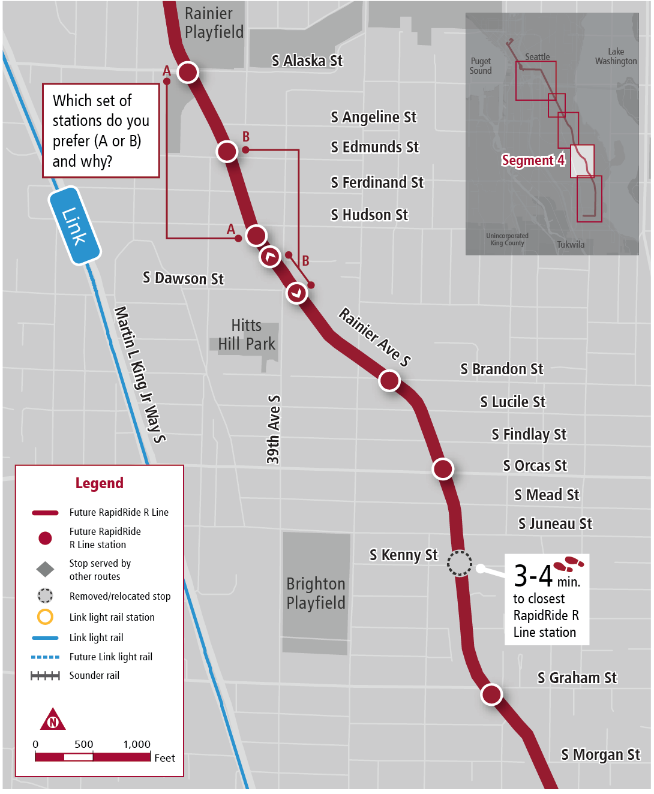 Rainier
Playfield
S Alaska St
A
Which set of
stations do you
prefer (A or B)
and why?
S Angeline St
B
S Edmunds St
S Ferdinand St
S Hudson St
A
B
Link
S Dawson St
Puget
Sound
Seattle
Lake
Washington
Segment 4
Unincorporated
King County
Tukwila
Martin L King Jr Way S
Hitts
Hill Park
Rainier Ave S
39th Ave S
S Brandon St
S Lucile St
S Findlay St
S Orcas St
S Mead St
S Juneau St
S Kenny St
3-4 min.
to closest
RapidRide R
Line station
Brighton
Playfield
S Graham St
S Morgan St
Legend
Future RapidRide R Line
Future RapidRide
R Line station
Stop served by
other routes
Removed/relocated stop
Link light rail station
Link light rail
Future Link light rail
Sounder rail
N
0 500 1,000
Feet